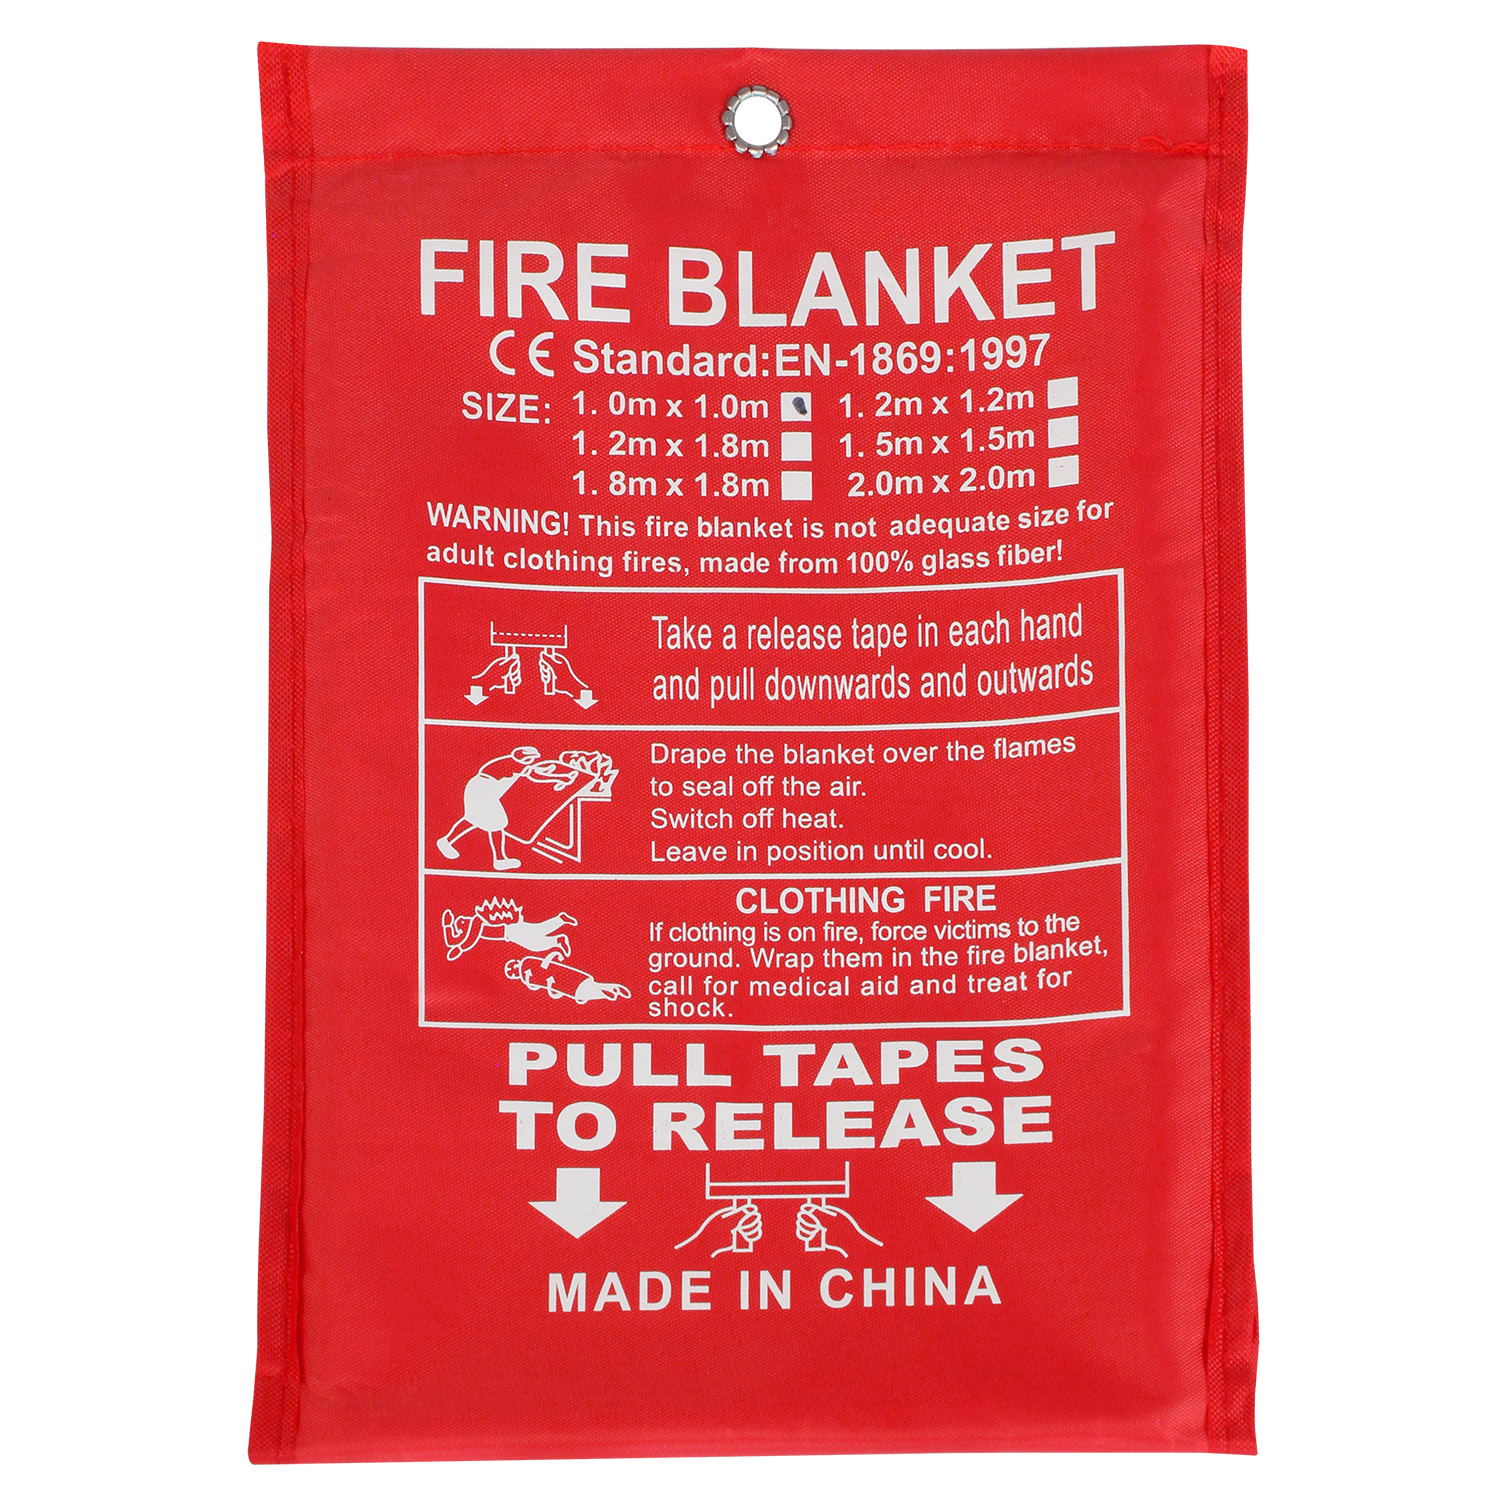 FIRE BLANKET
CE Standard:EN-1869:1997
SIZE: 1. 0m x 1.0m 1. 2m x 1.2m
1. 2m x 1.8m 1. 5m x 1.5m
1. 8m x 1.8m 2.0m x 2.0m
WARNING! This fire blanket is not adequate size for
adult clothing fires, made from 100% glass fiber!
Take a release tape in each hand
and pull downwards and outwards
Drape the blanket over the flames
to seal off the air.
Switch off heat.
Leave in position until cool.
CLOTHING FIRE
If clothing is on fire, force victims to the
ground. Wrap them in the fire blanket,
call for medical aid and treat for
shock.
PULL TAPES
TO RELEASE
MADE IN CHINA